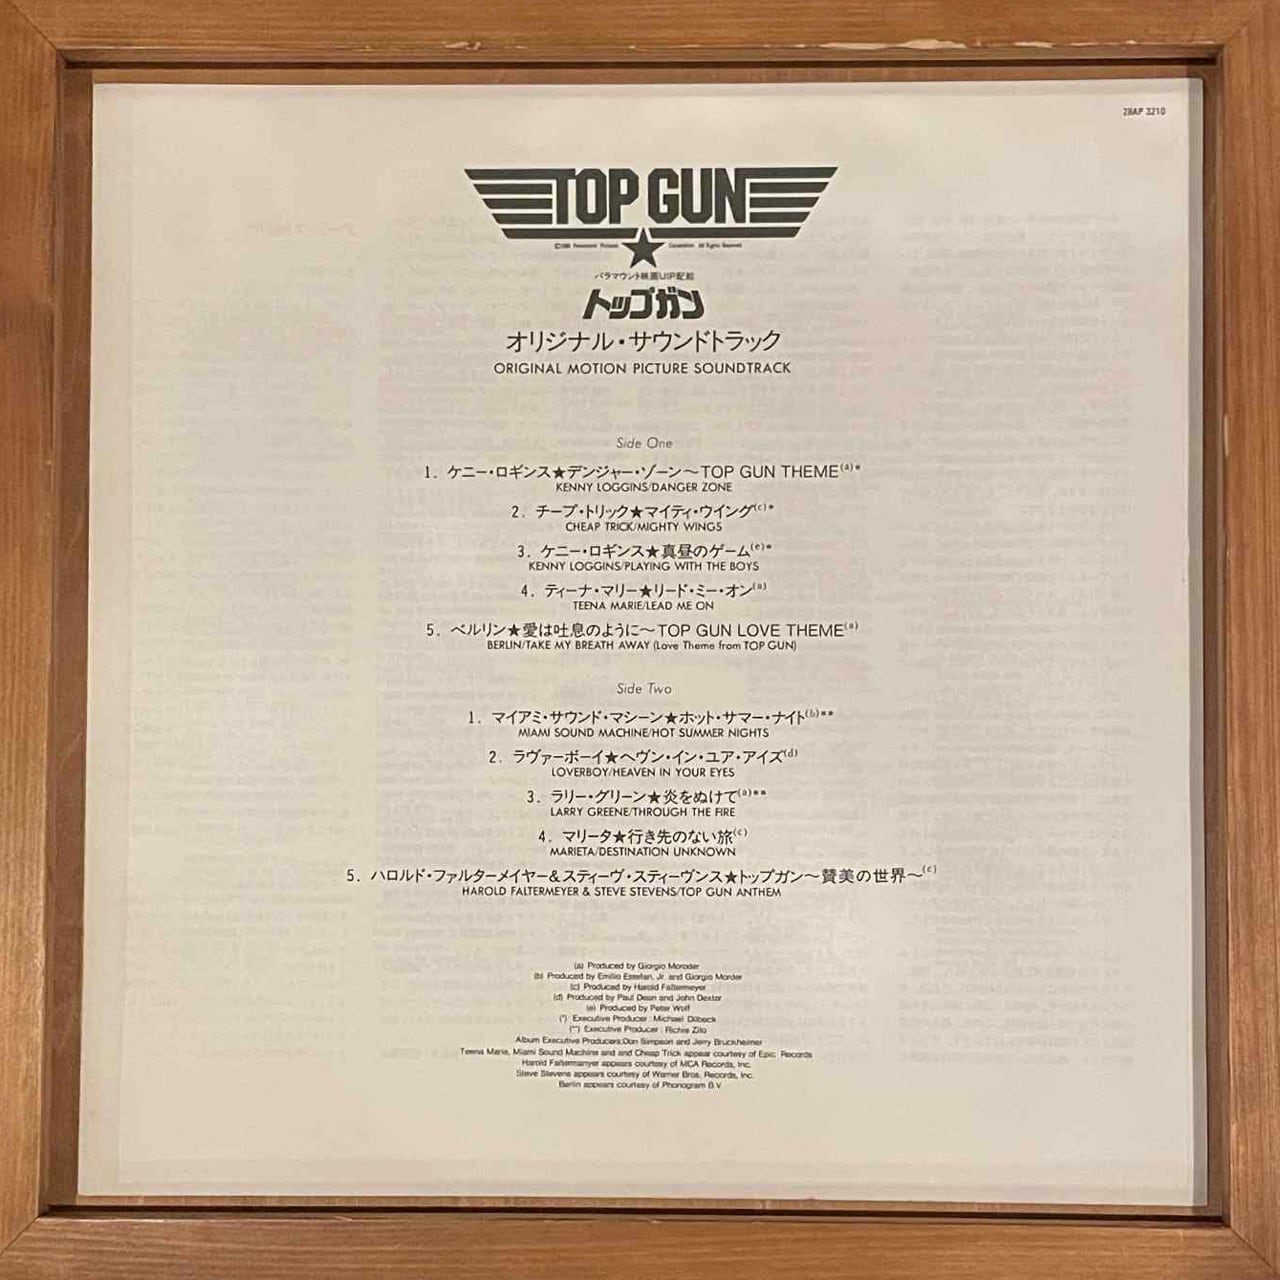 28AP 3210
TOP GUN
©1986 Paramount Pictures Corporation All Rights Reserved
パラマウント映画UIP配給
トップガン
オリジナル・サウンドトラック
ORIGINAL MOTION PICTURE SOUNDTRACK
Side One
1. ケニー・ロギンス★デンジャー・ゾーン～TOP GUN THEME(a)*
KENNY LOGGINS/DANGER ZONE
2. チープ・トリック★マイティ・ウイング(c)*
CHEAP TRICK/MIGHTY WINGS
3. ケニー・ロギンス★真昼のゲーム(e)*
KENNY LOGGINS/PLAYING WITH THE BOYS
4. ティーナ・マリー★リード・ミー・オン(a)
TEENA MARIE/LEAD ME ON
5. ベルリン★愛は吐息のように～TOP GUN LOVE THEME(a)
BERLIN/TAKE MY BREATH AWAY (Love Theme from TOP GUN)
Side Two
1. マイアミ・サウンド・マシーン★ホット・サマー・ナイト(b)**
MIAMI SOUND MACHINE/HOT SUMMER NIGHTS
2. ラヴァーボーイ★ヘヴン・イン・ユア・アイズ(d)
LOVERBOY/HEAVEN IN YOUR EYES
3. ラリー・グリーン★炎をぬけて(a)**
LARRY GREENE/THROUGH THE FIRE
4. マリータ★行き先のない旅(c)
MARIETA/DESTINATION UNKNOWN
5. ハロルド・ファルターメイヤー&スティーヴ・スティーヴンス★トップガン～賛美の世界～(c)
HAROLD FALTERMEYER & STEVE STEVENS/TOP GUN ANTHEM
(a) Produced by Giorgio Moroder
(b) Produced by Emilio Estefan, Jr. and Giorgio Morder
(c) Produced by Harold Faltermeyer
(d) Produced by Paul Dean and John Dexter
(e) Produced by Peter Wolf
(*) Executive Producer : Michael Dilbeck
(**) Executive Producer : Richie Zito
Album Executive Producers:Don Simpson and Jerry Bruckheimer
Teena Marie, Miami Sound Machine and and Cheap Trick appear courtesy of Epic Records
Harold Faltermanyer appears courtesy of MCA Records, Inc.
Steve Stevens appears courtesy of Warner Bros. Records, Inc.
Berlin appears courtesy of Phonogram B.V.